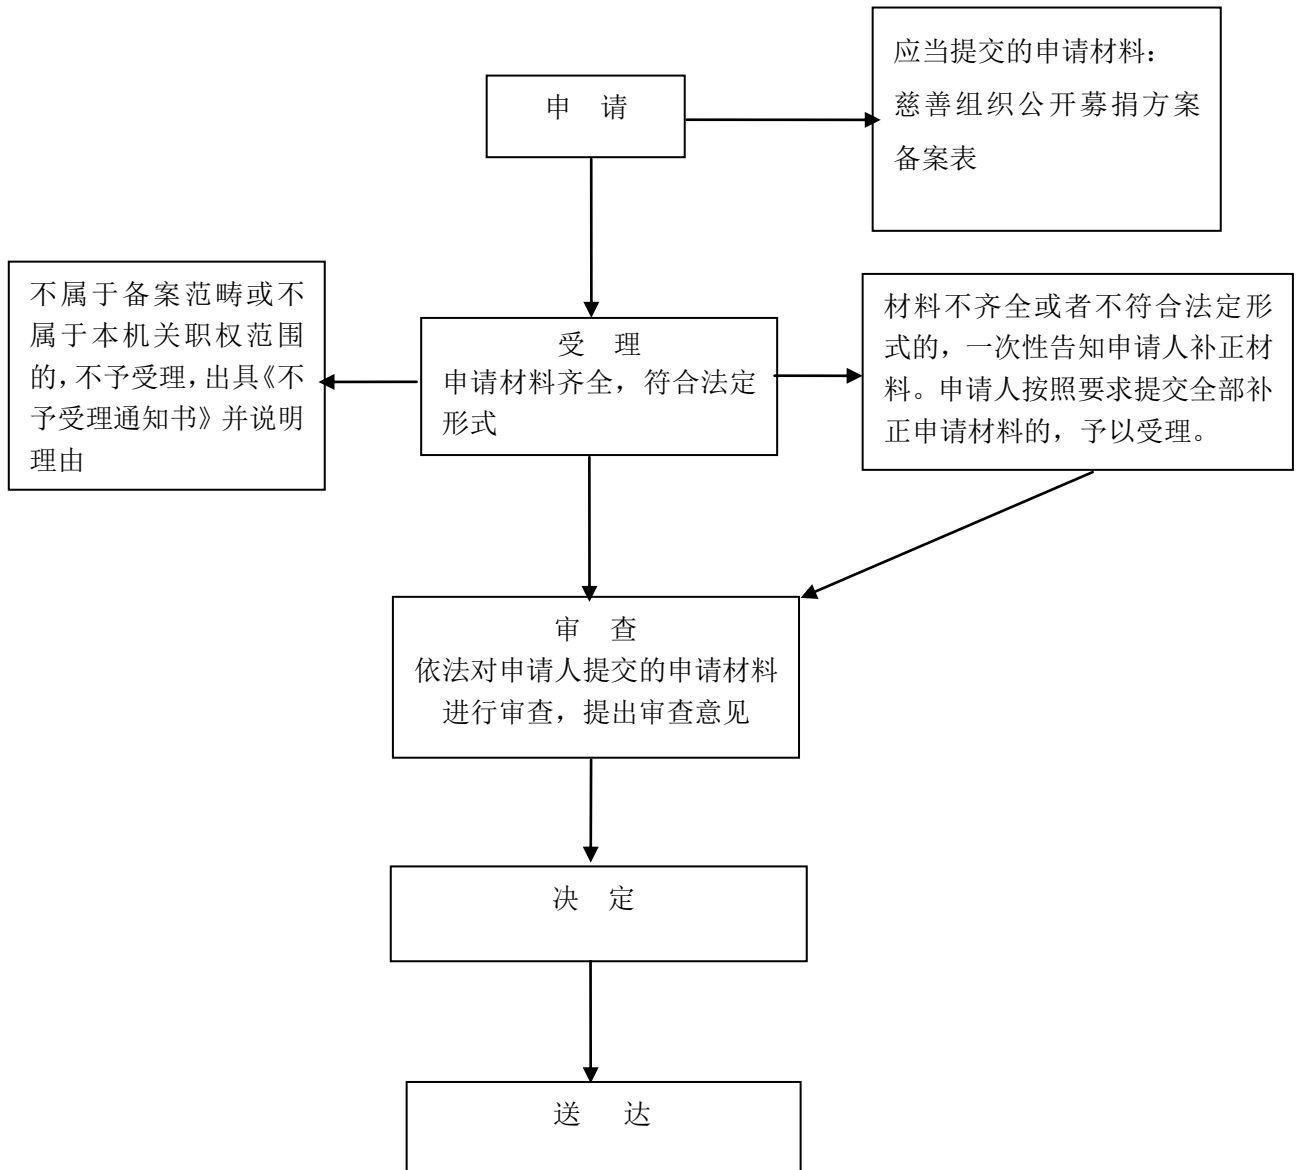 应当提交的申请材料：
慈善组织公开募捐方案
备案表
申 请
不属于备案范畴或不
属于本机关职权范围
的，不予受理，出具《不
予受理通知书》并说明
理由
受 理
申请材料齐全，符合法定
形式
材料不齐全或者不符合法定形
式的，一次性告知申请人补正材
料。申请人按照要求提交全部补
正申请材料的，予以受理。
审 查
依法对申请人提交的申请材料
进行审查，提出审查意见
决 定
送 达